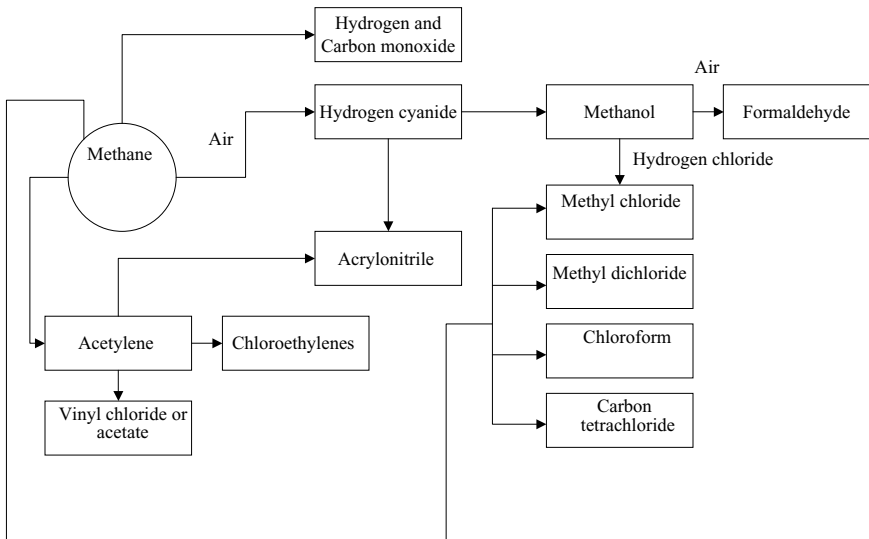 Hydrogen and
Carbon monoxide
Air
Hydrogen cyanide
Methanol
Formaldehyde
Air
Methane
Hydrogen chloride
Methyl chloride
Acrylonitrile
Methyl dichloride
Acetylene
Chloroethylenes
Chloroform
Vinyl chloride or
acetate
Carbon
tetrachloride